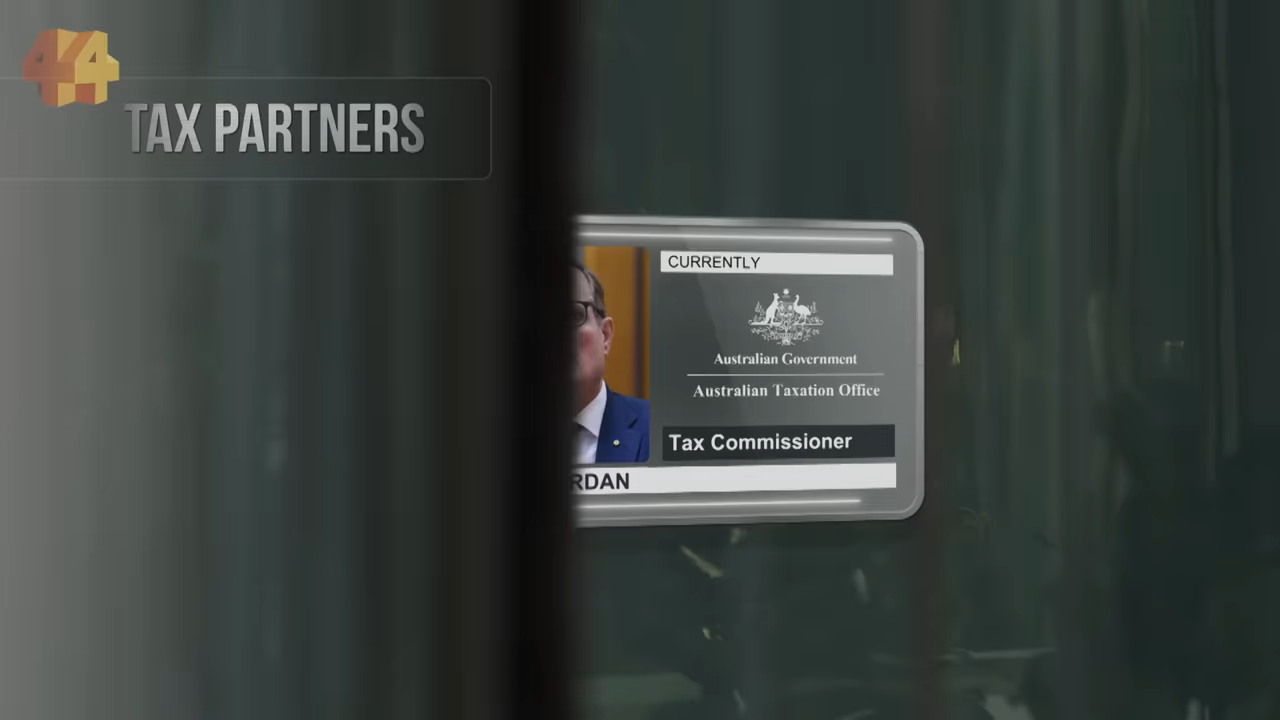 44
TAX PARTNERS
CURRENTLY
Australian Government
Australian Taxation Office
Tax Commissioner
RDAN